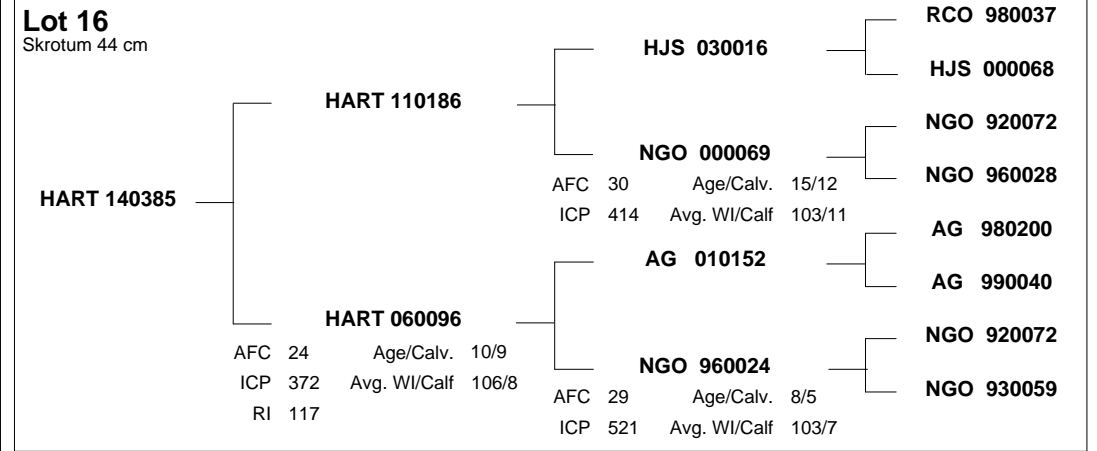 Lot 16
Skrotum 44 cm
HART 140385
HART 110186
HART 060096
AFC 24 Age/Calv. 10/9
ICP 372 Avg. WI/Calf 106/8
RI 117
HJS 030016
NGO 000069
AFC 30 Age/Calv. 15/12
ICP 414 Avg. WI/Calf 103/11
AG 010152
NGO 960024
AFC 29 Age/Calv. 8/5
ICP 521 Avg. WI/Calf 103/7
RCO 980037
HJS 000068
NGO 920072
NGO 960028
AG 980200
AG 990040
NGO 920072
NGO 930059